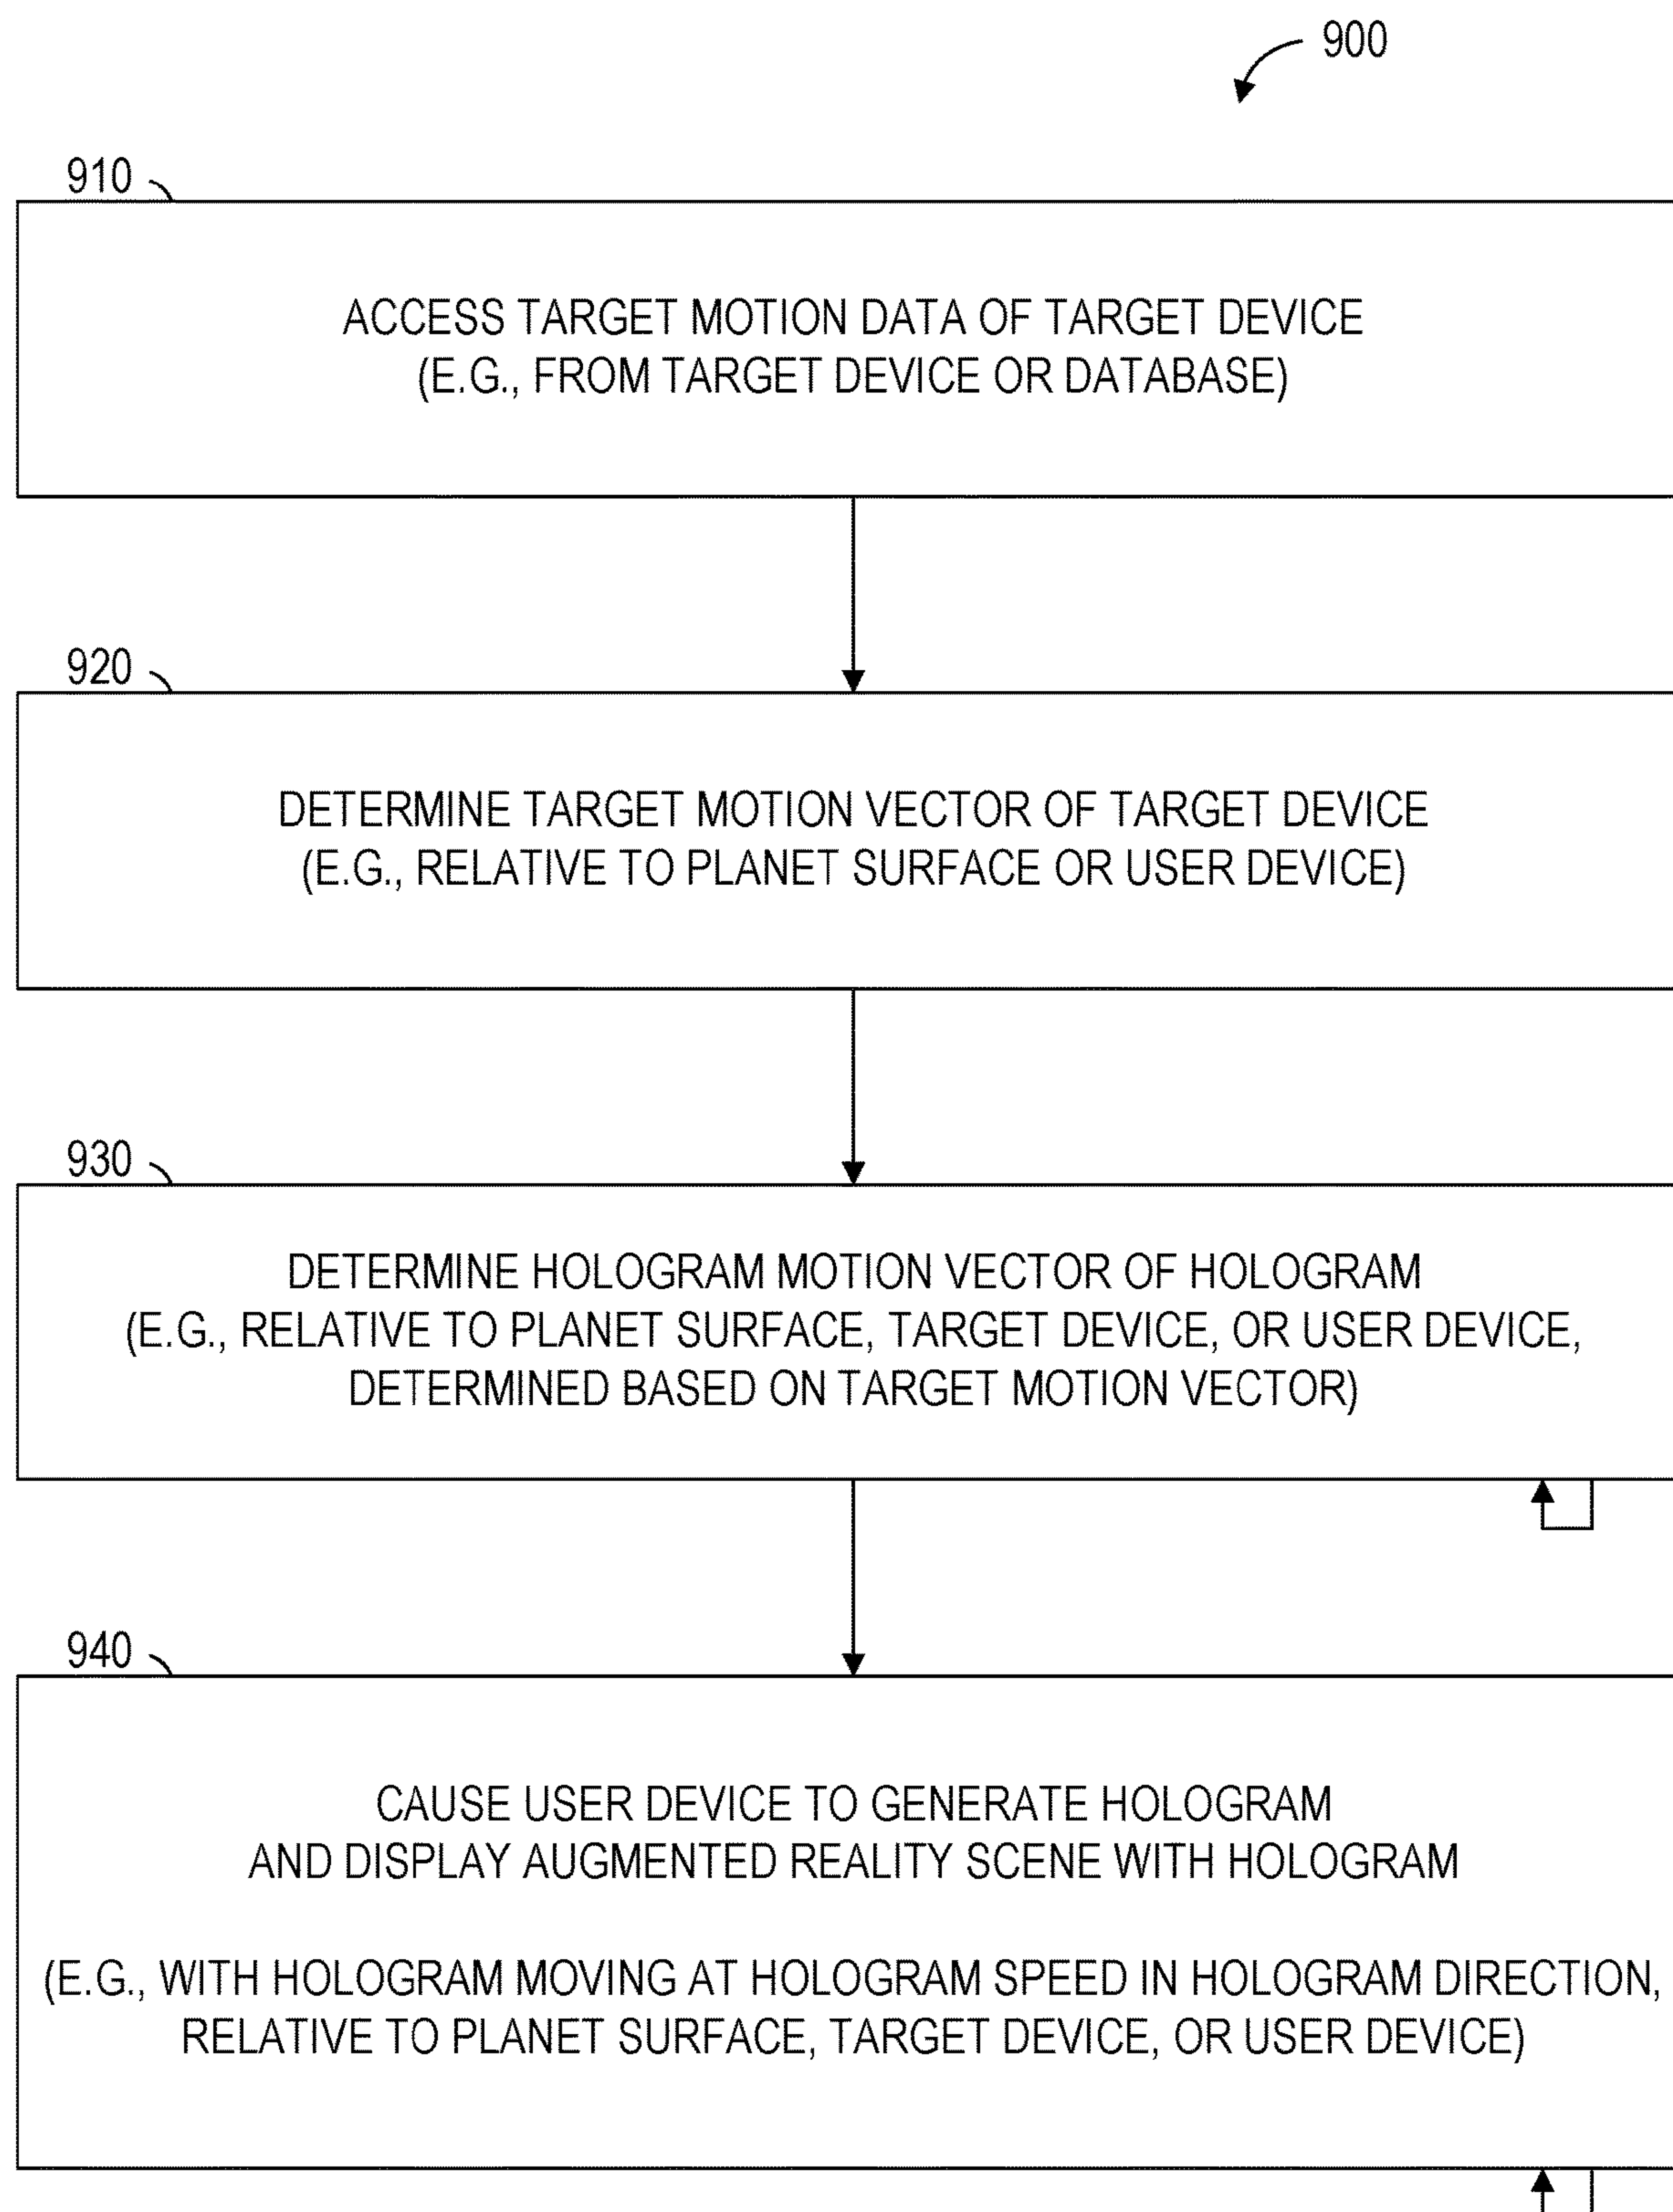 900
910
ACCESS TARGET MOTION DATA OF TARGET DEVICE
(E.G., FROM TARGET DEVICE OR DATABASE)
920
DETERMINE TARGET MOTION VECTOR OF TARGET DEVICE
(E.G., RELATIVE TO PLANET SURFACE OR USER DEVICE)
930
DETERMINE HOLOGRAM MOTION VECTOR OF HOLOGRAM
(E.G., RELATIVE TO PLANET SURFACE, TARGET DEVICE, OR USER DEVICE,
DETERMINED BASED ON TARGET MOTION VECTOR)
940
CAUSE USER DEVICE TO GENERATE HOLOGRAM
AND DISPLAY AUGMENTED REALITY SCENE WITH HOLOGRAM
(E.G., WITH HOLOGRAM MOVING AT HOLOGRAM SPEED IN HOLOGRAM DIRECTION,
RELATIVE TO PLANET SURFACE, TARGET DEVICE, OR USER DEVICE)